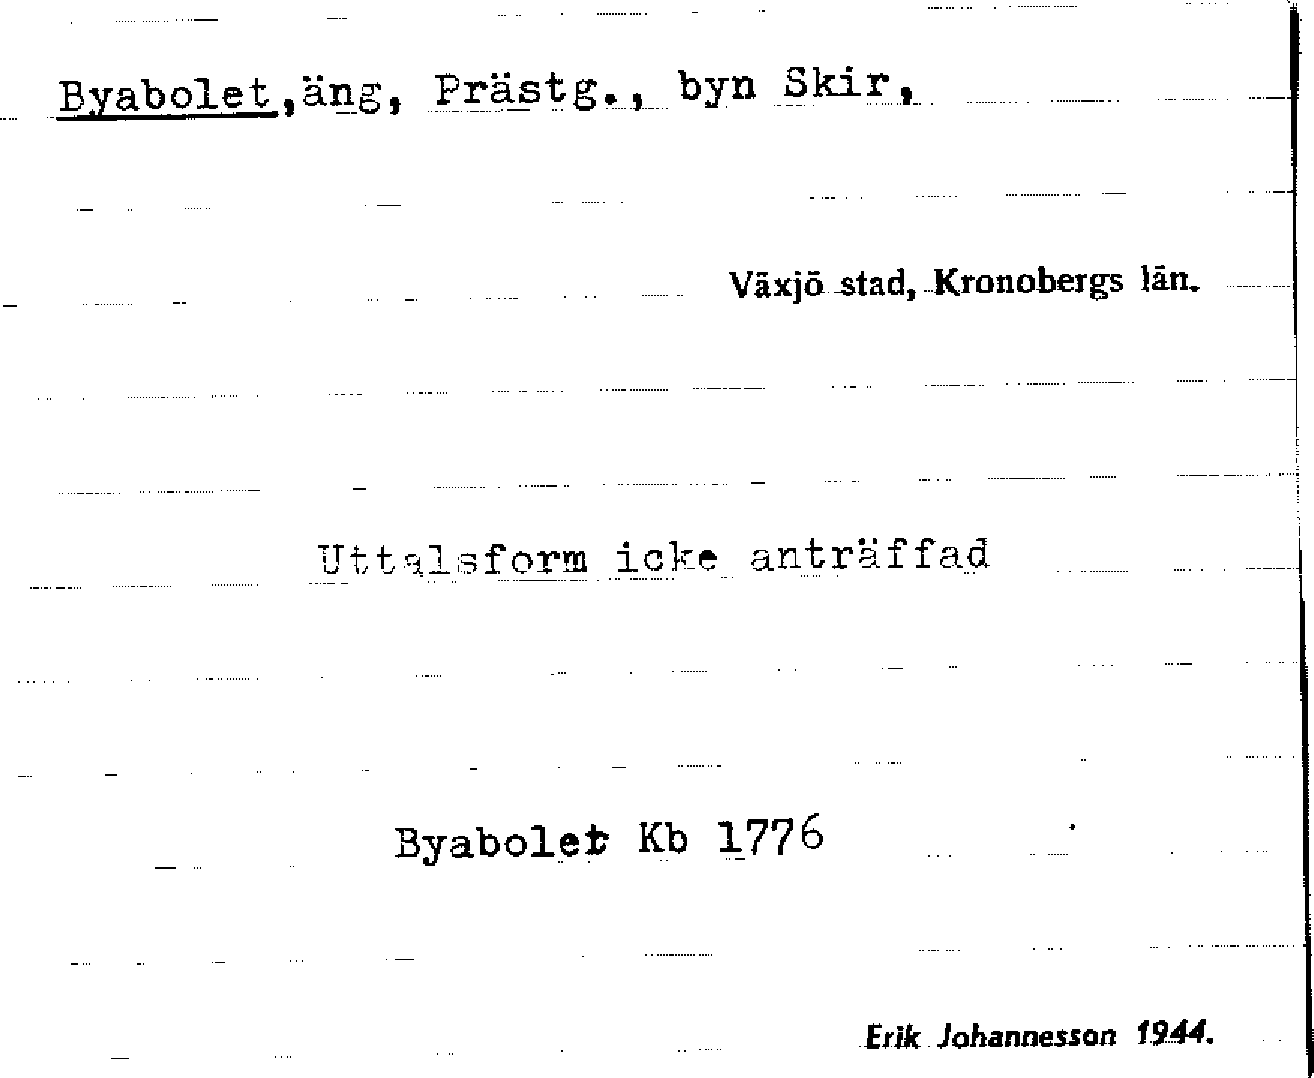 Byabolet,äng, Prästg., byn Skir,
Växjö stad, Kronobergs län.
Uttalsform icke anträffad
Byabolet Kb 1776
Erik Johannesson 1944.